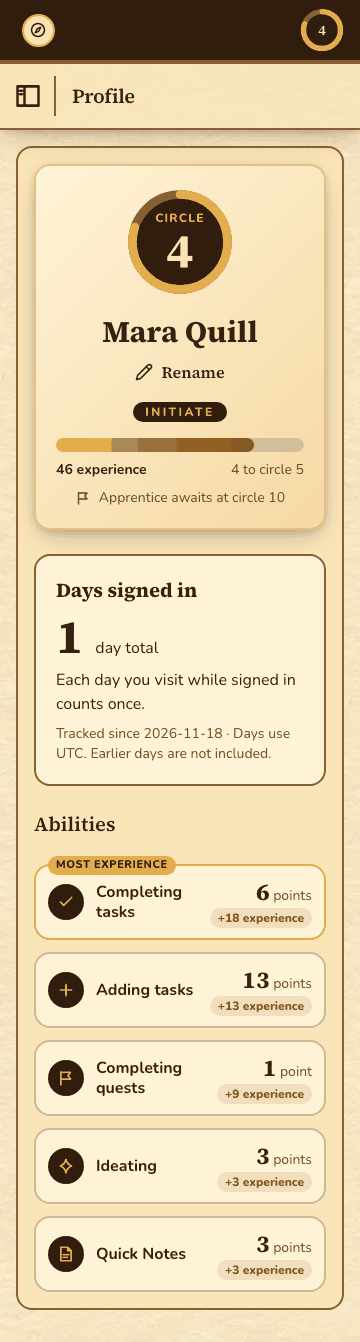 4
Profile
CIRCLE
4
Mara Quill
Rename
INITIATE
46 experience
4 to circle 5
Apprentice awaits at circle 10
Days signed in
1 day total
Each day you visit while signed in
counts once.
Tracked since 2026-11-18 · Days use
UTC. Earlier days are not included.
Abilities
MOST EXPERIENCE
Completing
tasks
6 points
+18 experience
Adding tasks
13 points
+13 experience
Completing
quests
1 point
+9 experience
Ideating
3 points
+3 experience
Quick Notes
3 points
+3 experience